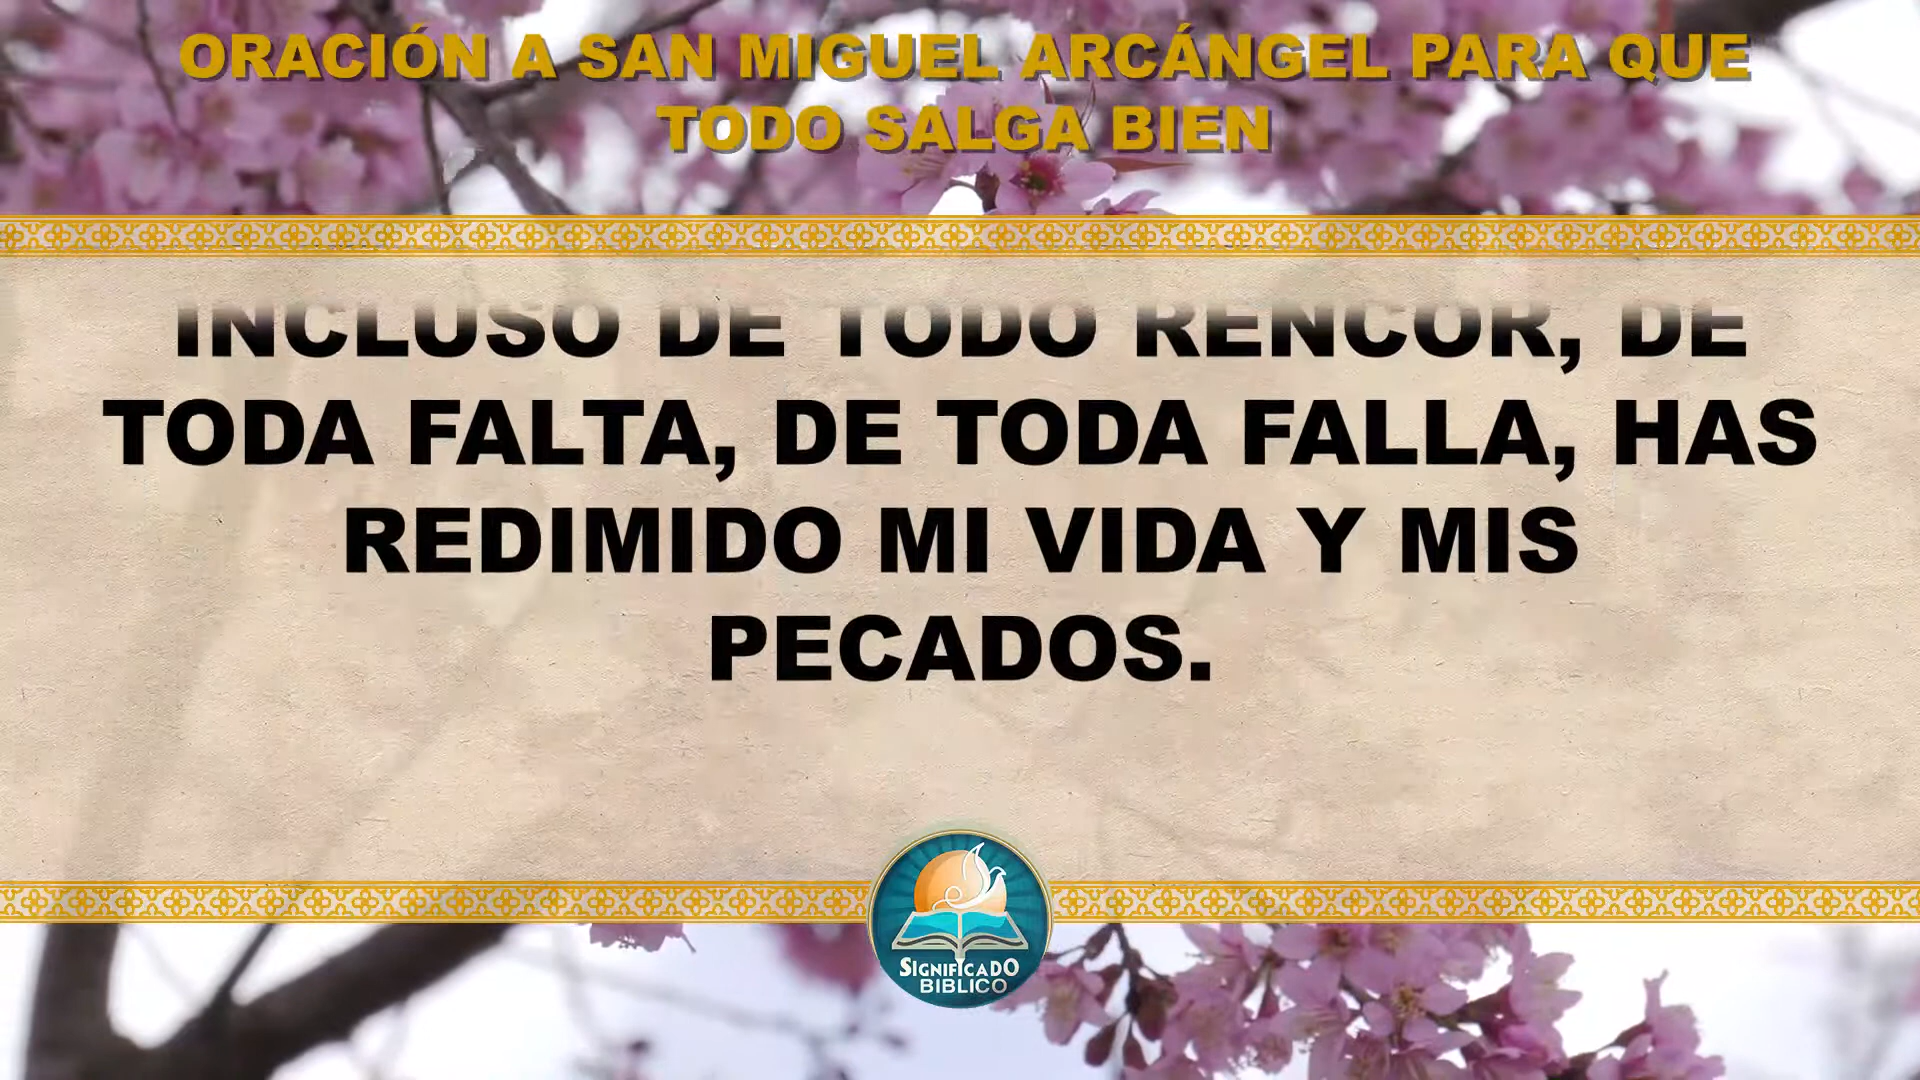 ORACIÓN A SAN MIGUEL ARCÁNGEL PARA QUE
TODO SALGA BIEN
INCLUSO DE TODO RENCOR, DE
TODA FALTA, DE TODA FALLA, HAS
REDIMIDO MI VIDA Y MIS
PECADOS.
SIGNIFICADO
BIBLICO